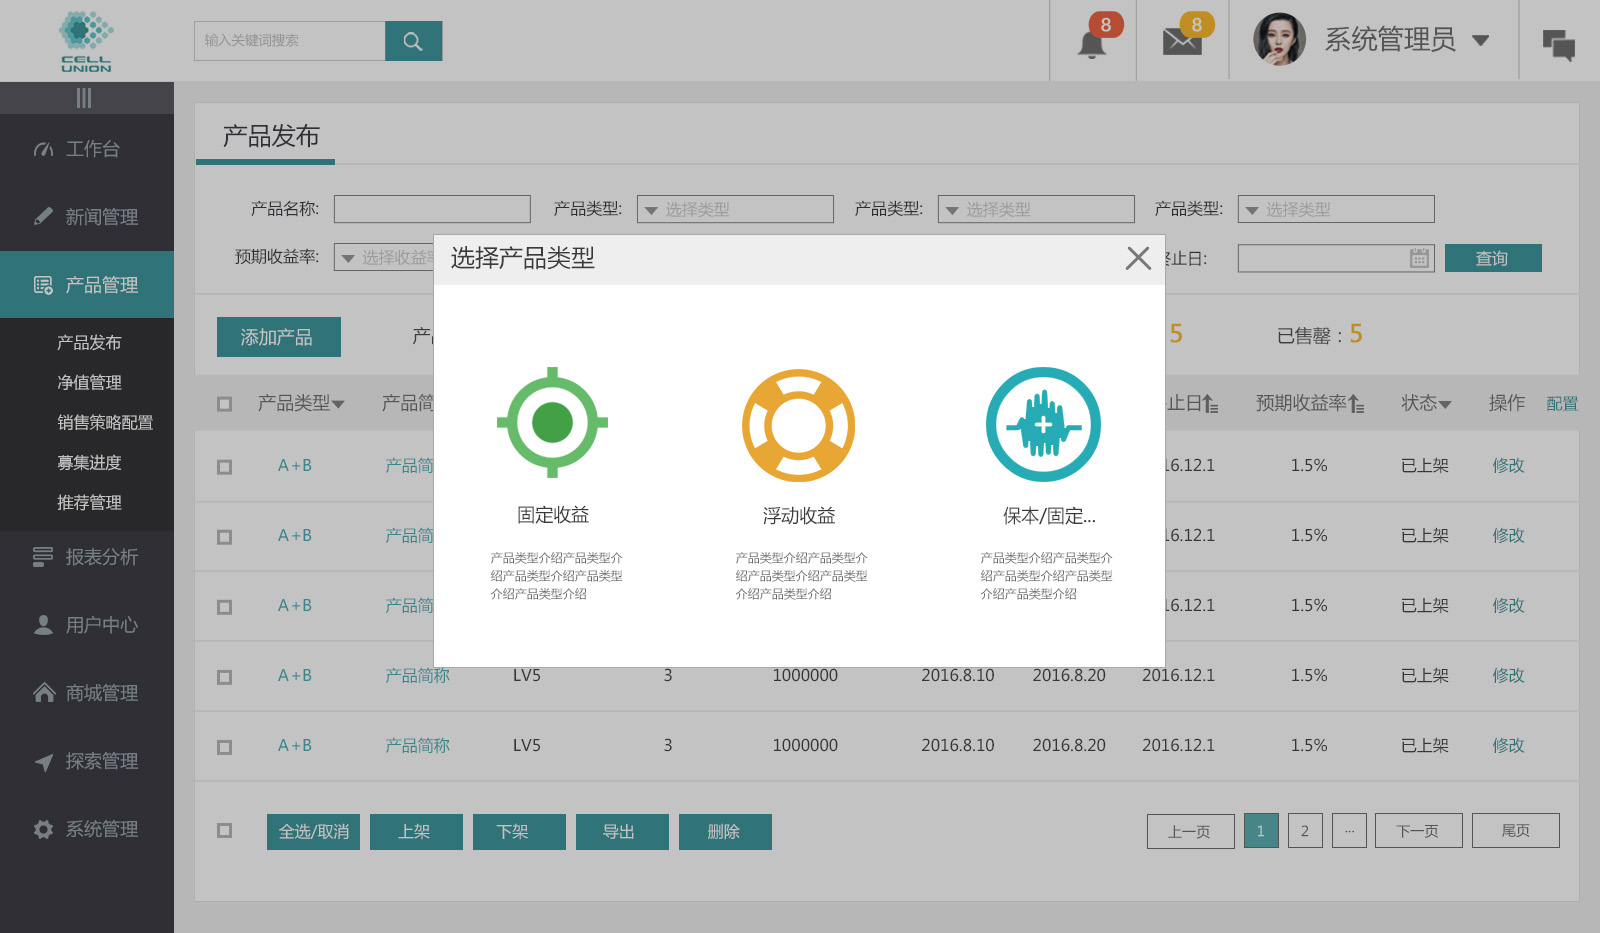 CELL
UNION
输入关键词搜索
8
8
系统管理员
工作台
新闻管理
产品管理
产品发布
净值管理
销售策略配置
募集进度
推荐管理
报表分析
用户中心
商城管理
探索管理
系统管理
产品发布
产品名称:
产品类型: 选择类型
产品类型: 选择类型
产品类型: 选择类型
预期收益率: 选择收益
止日:
查询
添加产品
5
已售罄：5
选择产品类型
固定收益
产品类型介绍产品类型介
绍产品类型介绍产品类型
介绍产品类型介绍
浮动收益
产品类型介绍产品类型介
绍产品类型介绍产品类型
介绍产品类型介绍
保本/固定...
产品类型介绍产品类型介
绍产品类型介绍产品类型
介绍产品类型介绍
产品类型 产品简 止日 预期收益率 状态 操作 配置
A+B 产品简 16.12.1 1.5% 已上架 修改
A+B 产品简 16.12.1 1.5% 已上架 修改
A+B 产品简 16.12.1 1.5% 已上架 修改
A+B 产品简称 LV5 3 1000000 2016.8.10 2016.8.20 2016.12.1 1.5% 已上架 修改
A+B 产品简称 LV5 3 1000000 2016.8.10 2016.8.20 2016.12.1 1.5% 已上架 修改
全选/取消 上架 下架 导出 删除
上一页 1 2 ... 下一页 尾页